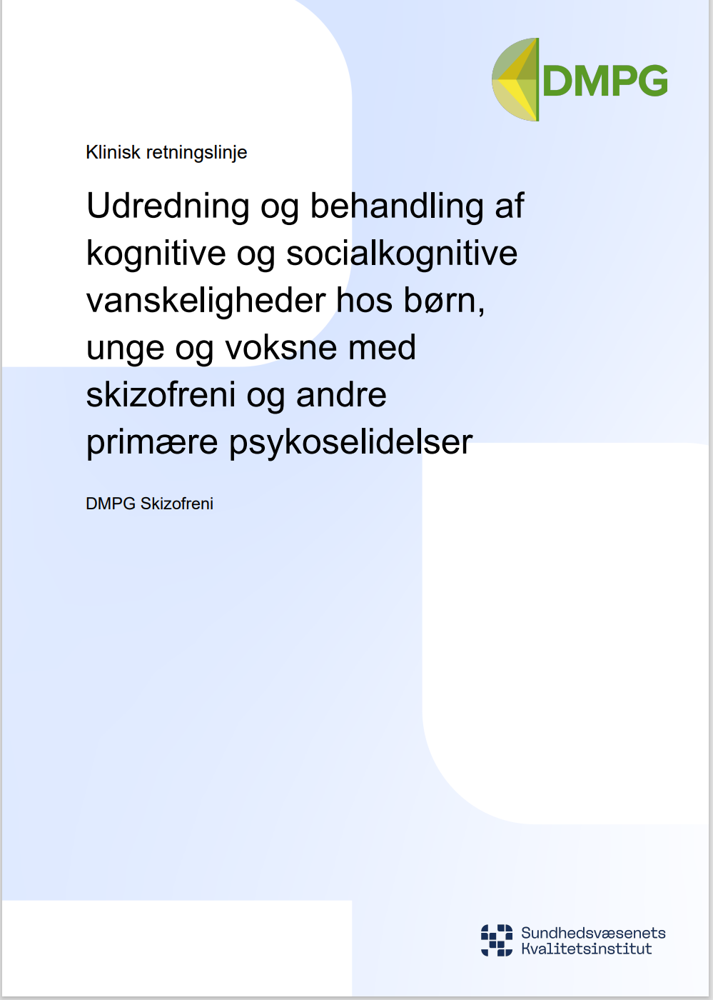 DMPG
Klinisk retningslinje
Udredning og behandling af
kognitive og socialkognitive
vanskeligheder hos børn,
unge og voksne med
skizofreni og andre
primære psykoselidelser
DMPG Skizofreni
Sundhedsvæsenets
Kvalitetsinstitut